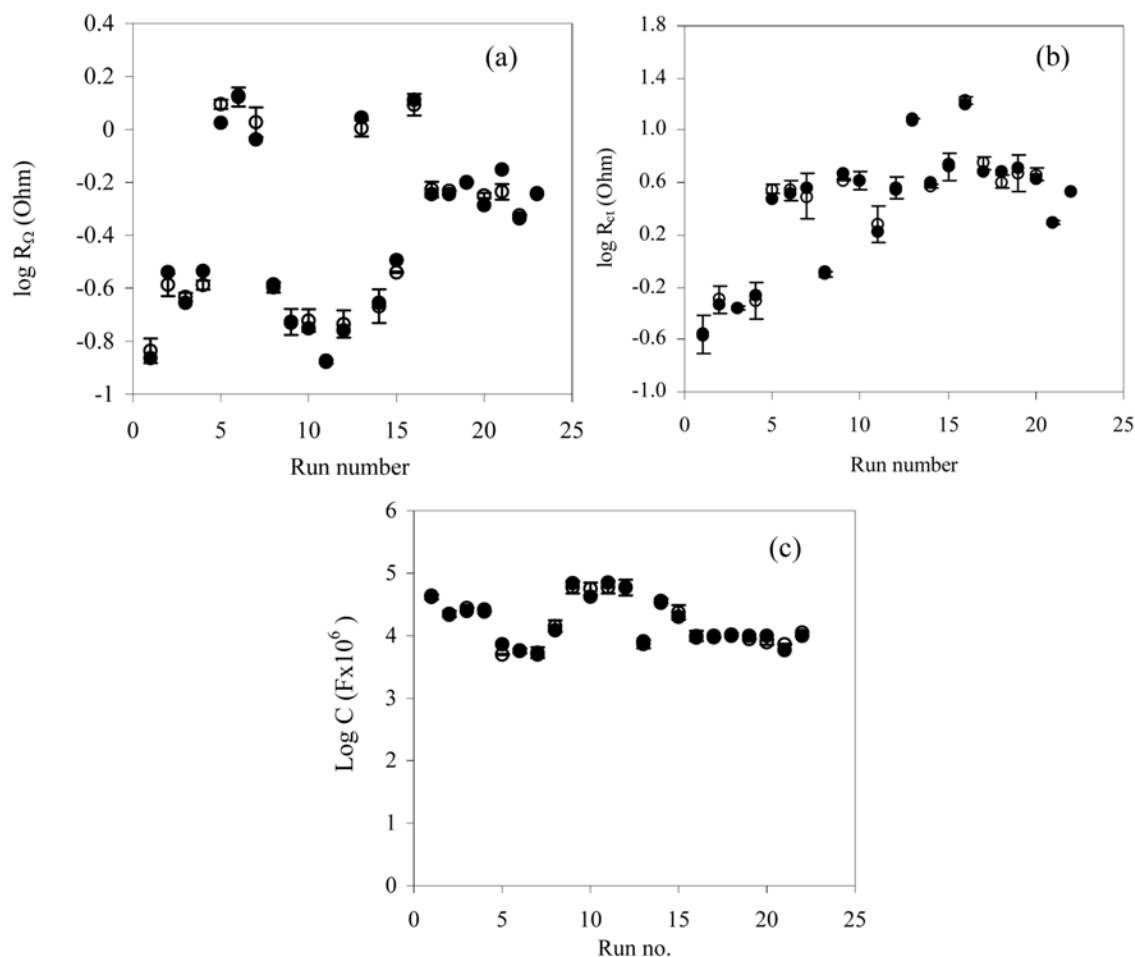 (a)
log R_Ω (Ohm)
0.4
0.2
0
-0.2
-0.4
-0.6
-0.8
-1
0 5 10 15 20 25
Run number
(b)
log R_ct (Ohm)
1.8
1.4
1.0
0.6
0.2
-0.2
-0.6
-1.0
0 5 10 15 20 25
Run number
(c)
Log C (Fx10^6)
6
5
4
3
2
1
0
0 5 10 15 20 25
Run no.